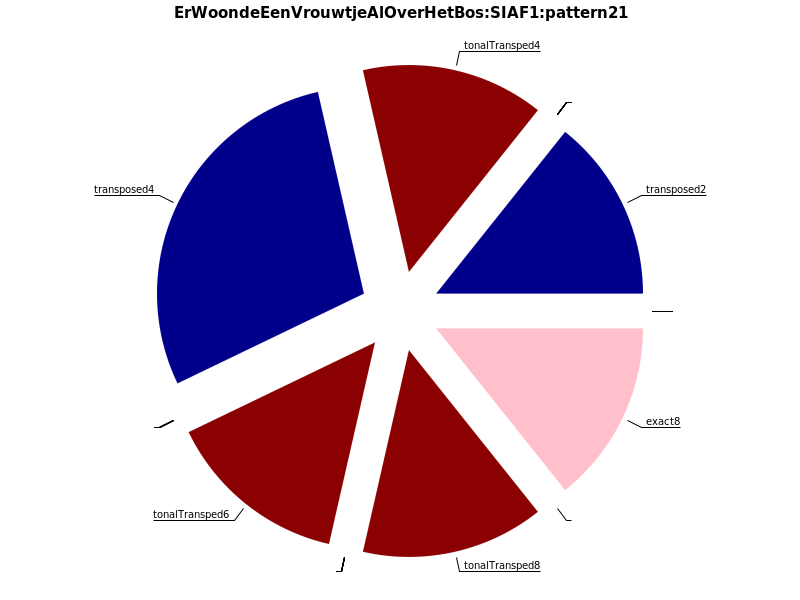 ErWoondeEenVrouwtjeAlOverHetBos:SIAF1:pattern21
tonalTransped4
transposed4
transposed2
exact8
tonalTransped6
tonalTransped8